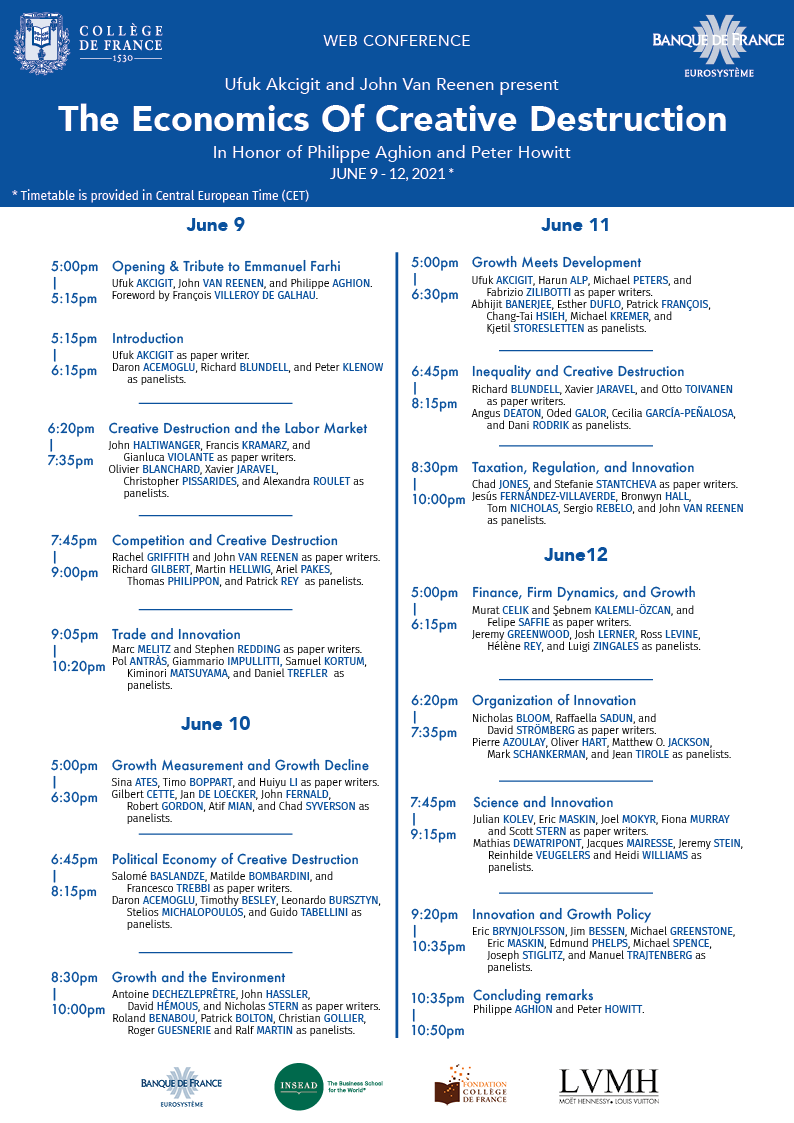 COLLÈGE
DE FRANCE
1530
WEB CONFERENCE
BANQUE DE FRANCE
EUROSYSTÈME
Ufuk Akcigit and John Van Reenen present
The Economics Of Creative Destruction
In Honor of Philippe Aghion and Peter Howitt
JUNE 9 - 12, 2021 *
* Timetable is provided in Central European Time (CET)
June 9
5:00pm
|
5:15pm
Opening & Tribute to Emmanuel Farhi
Ufuk AKCIGIT, John VAN REENEN, and Philippe AGHION.
Foreword by François VILLEROY DE GALHAU.
5:15pm
|
6:15pm
Introduction
Ufuk AKCIGIT as paper writer.
Daron ACEMOGLU, Richard BLUNDELL, and Peter KLENOW
as panelists.
6:20pm
|
7:35pm
Creative Destruction and the Labor Market
John HALTIWANGER, Francis KRAMARZ, and
Gianluca VIOLANTE as paper writers.
Olivier BLANCHARD, Xavier JARAVEL,
Christopher PISSARIDES, and Alexandra ROULET as
panelists.
7:45pm
|
9:00pm
Competition and Creative Destruction
Rachel GRIFFITH and John VAN REENEN as paper writers.
Richard GILBERT, Martin HELLWIG, Ariel PAKES,
Thomas PHILIPPON, and Patrick REY as panelists.
9:05pm
|
10:20pm
Trade and Innovation
Marc MELITZ and Stephen REDDING as paper writers.
Pol ANTRÀS, Giammario IMPULLITTI, Samuel KORTUM,
Kiminori MATSUYAMA, and Daniel TREFLER as
panelists.
June 10
5:00pm
|
6:30pm
Growth Measurement and Growth Decline
Sina ATES, Timo BOPPART, and Huiyu LI as paper writers.
Gilbert CETTE, Jan DE LOECKER, John FERNALD,
Robert GORDON, Atif MIAN, and Chad SYVERSON as
panelists.
6:45pm
|
8:15pm
Political Economy of Creative Destruction
Salomé BASLANDZE, Matilde BOMBARDINI, and
Francesco TREBBI as paper writers.
Daron ACEMOGLU, Timothy BESLEY, Leonardo BURSZTYN,
Stelios MICHALOPOULOS, and Guido TABELLINI as
panelists.
8:30pm
|
10:00pm
Growth and the Environment
Antoine DECHEZLEPRÊTRE, John HASSLER,
David HÉMOUS, and Nicholas STERN as paper writers.
Roland BENABOU, Patrick BOLTON, Christian GOLLIER,
Roger GUESNERIE and Ralf MARTIN as panelists.
June 11
5:00pm
|
6:30pm
Growth Meets Development
Ufuk AKCIGIT, Harun ALP, Michael PETERS, and
Fabrizio ZILIBOTTI as paper writers.
Abhijit BANERJEE, Esther DUFLO, Patrick FRANÇOIS,
Chang-Tai HSIEH, Michael KREMER, and
Kjetil STORESLETTEN as panelists.
6:45pm
|
8:15pm
Inequality and Creative Destruction
Richard BLUNDELL, Xavier JARAVEL, and Otto TOIVANEN
as paper writers.
Angus DEATON, Oded GALOR, Cecilia GARCÍA-PEÑALOSA,
and Dani RODRIK as panelists.
8:30pm
|
10:00pm
Taxation, Regulation, and Innovation
Chad JONES, and Stefanie STANTCHEVA as paper writers.
Jesús FERNÁNDEZ-VILLAVERDE, Bronwyn HALL,
Tom NICHOLAS, Sergio REBELO, and John VAN REENEN
as panelists.
June12
5:00pm
|
6:15pm
Finance, Firm Dynamics, and Growth
Murat CELIK and Şebnem KALEMLI-ÖZCAN, and
Felipe SAFFIE as paper writers.
Jeremy GREENWOOD, Josh LERNER, Ross LEVINE,
Hélène REY, and Luigi ZINGALES as panelists.
6:20pm
|
7:35pm
Organization of Innovation
Nicholas BLOOM, Raffaella SADUN, and
David STRÖMBERG as paper writers.
Pierre AZOULAY, Oliver HART, Matthew O. JACKSON,
Mark SCHANKERMAN, and Jean TIROLE as panelists.
7:45pm
|
9:15pm
Science and Innovation
Julian KOLEV, Eric MASKIN, Joel MOKYR, Fiona MURRAY
and Scott STERN as paper writers.
Mathias DEWATRIPONT, Jacques MAIRESSE, Jeremy STEIN,
Reinhilde VEUGELERS and Heidi WILLIAMS as
panelists.
9:20pm
|
10:35pm
Innovation and Growth Policy
Eric BRYNJOLFSSON, Jim BESSEN, Michael GREENSTONE,
Eric MASKIN, Edmund PHELPS, Michael SPENCE,
Joseph STIGLITZ, and Manuel TRAJTENBERG as
panelists.
10:35pm
|
10:50pm
Concluding remarks
Philippe AGHION and Peter HOWITT.
BANQUE DE FRANCE
EUROSYSTÈME
INSEAD
The Business School
for the World®
FONDATION
COLLÈGE
DE FRANCE
LVMH
MOËT HENNESSY • LOUIS VUITTON